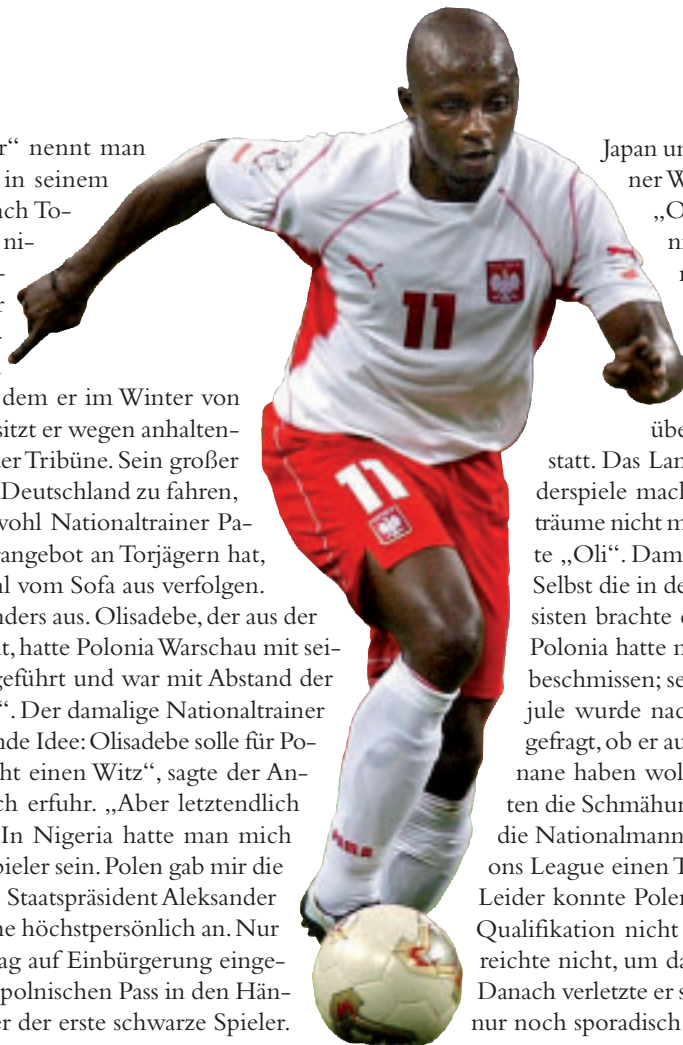 r“ nennt man
in seinem
ach To-
ni-
-
r
dem er im Winter von
sitzt er wegen anhalten-
der Tribüne. Sein großer
Deutschland zu fahren,
wohl Nationaltrainer Pa-
rangebot an Torjägern hat,
hl vom Sofa aus verfolgen.
nders aus. Olisadebe, der aus der
t, hatte Polonia Warschau mit sei-
geführt und war mit Abstand der
“. Der damalige Nationaltrainer
nde Idee: Olisadebe solle für Po-
ht einen Witz“, sagte der An-
ch erfuhr. „Aber letztendlich
In Nigeria hatte man mich
pieler sein. Polen gab mir die
Staatspräsident Aleksander
ne höchstpersönlich an. Nur
ag auf Einbürgerung einge-
polnischen Pass in den Hän-
er der erste schwarze Spieler.
11
11
Japan un
ner W
„O
ni
übe
statt. Das Lan
derspiele mach
träume nicht m
te „Oli“. Dam
Selbst die in de
sisten brachte e
Polonia hatte m
beschmissen; se
jule wurde nac
gefragt, ob er au
nane haben wol
ten die Schmähun
die Nationalmann
ons League einen T
Leider konnte Polen
Qualifikation nicht
reichte nicht, um da
Danach verletzte er s
nur noch sporadisch